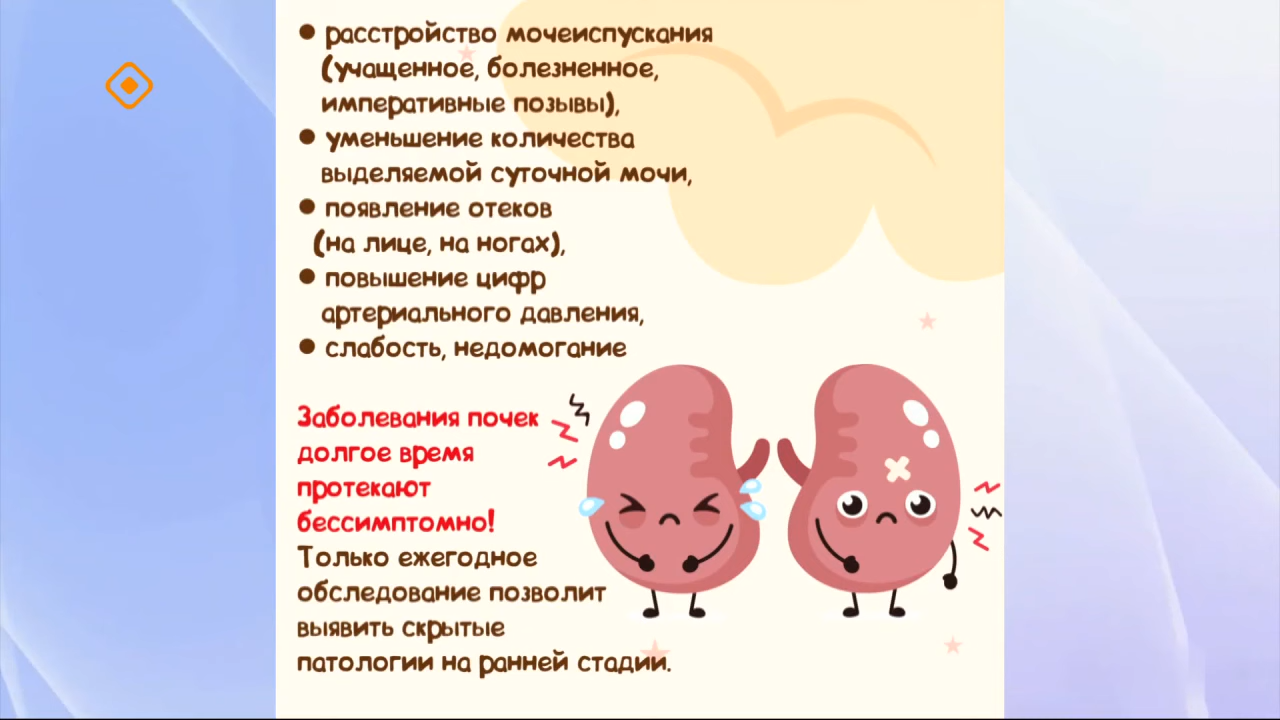 • расстройство мочеиспускания
(учащенное, болезненное,
императивные позывы),
• уменьшение количества
выделяемой суточной мочи,
• появление отеков
(на лице, на ногах),
• повышение цифр
артериального давления,
• слабость, недомогание
Заболевания почек
долгое время
протекают
бессимптомно!
Только ежегодное
обследование позволит
выявить скрытые
патологии на ранней стадии.